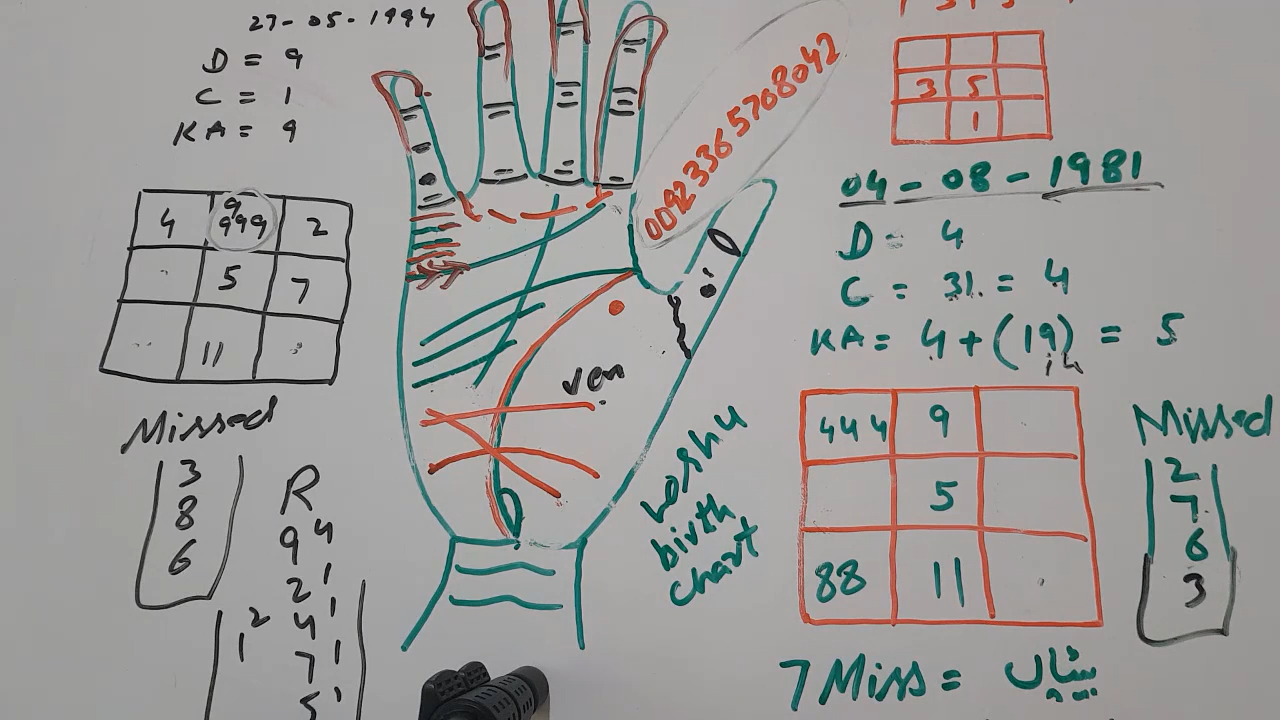 27-05-1994
D = 9
C = 1
KA = 9
4 9 999 2
5 7
11
Missed
3
8
6
R
9 4
2 1
4 1
7 1
5 1
1 2
ven
00923365708042
Loshu
birth
chart
3 5
1
04-08-1981
D = 4
C = 31 = 4
KA = 4 + (19) = 5
444 9
5
88 11
Missed
2
7
6
3
7 Miss =